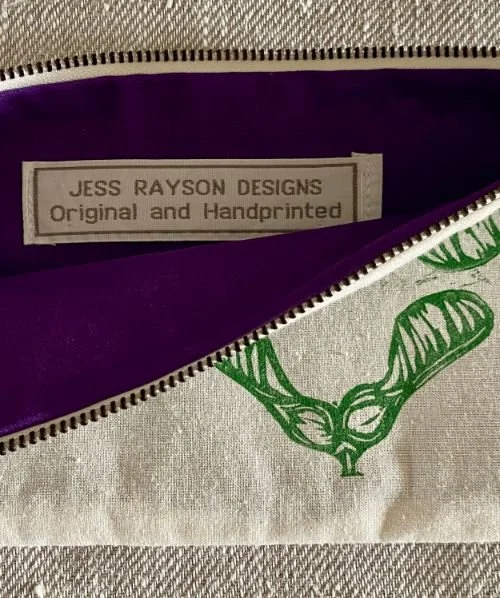 JESS RAYSON DESIGNS
Original and Handprinted